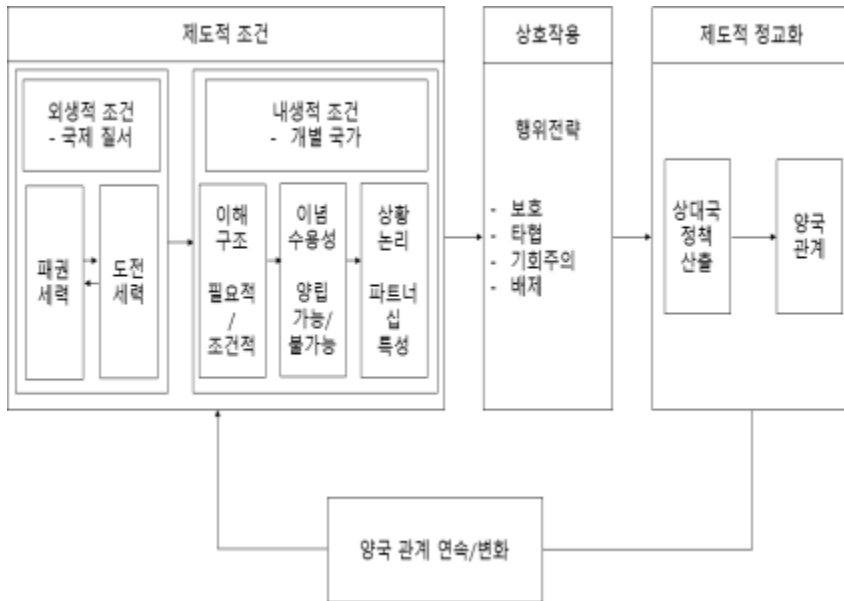 제도적 조건
외생적 조건
- 국제 질서
패권
세력
도전
세력
내생적 조건
- 개별 국가
이해
구조
필요적
/
조건적
이념
수용성
양립
가능/
불가능
상황
논리
파트너
십
특성
상호작용
행위전략
- 보호
- 타협
- 기회주의
- 배제
제도적 정교화
상대국
정책
산출
양국
관계
양국 관계 연속/변화